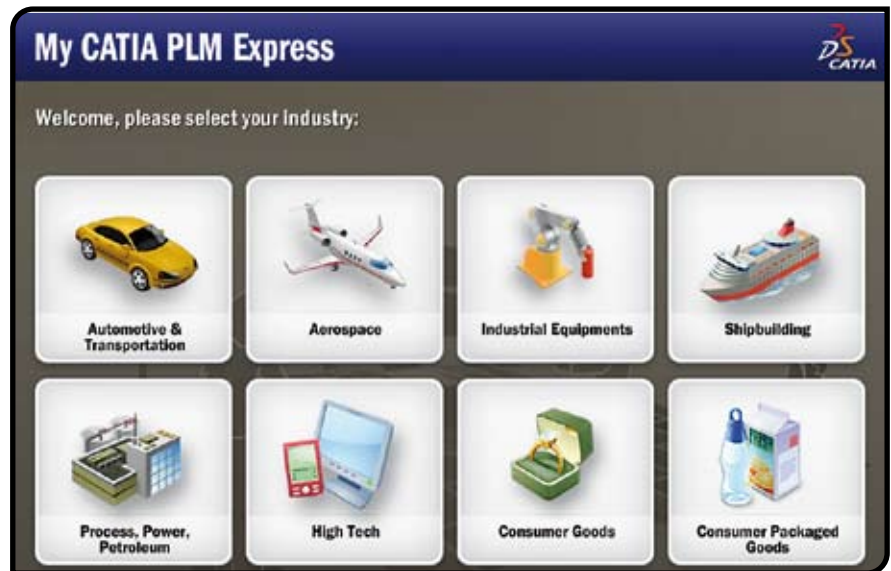 My CATIA PLM Express
DS
CATIA
Welcome, please select your Industry:
Automotive &
Transportation
Aerospace
Industrial Equipments
Shipbuilding
Process, Power,
Petroleum
High Tech
Consumer Goods
Consumer Packaged
Goods